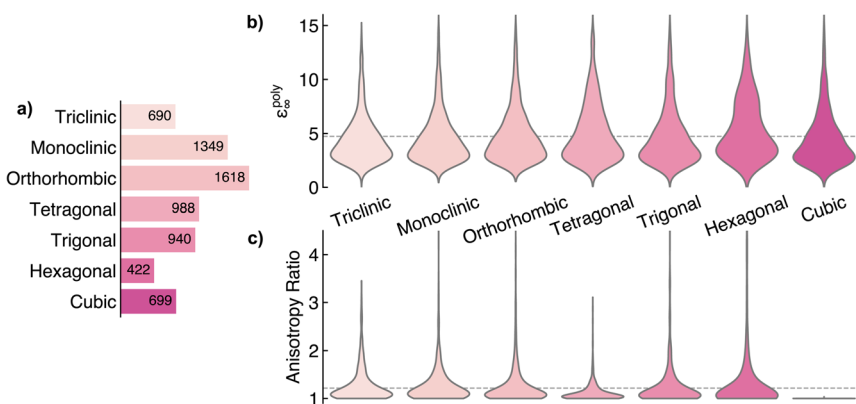 a)
Triclinic 690
Monoclinic 1349
Orthorhombic 1618
Tetragonal 988
Trigonal 940
Hexagonal 422
Cubic 699
b)
ε∞^poly
15
10
5
0
Triclinic Monoclinic Orthorhombic Tetragonal Trigonal Hexagonal Cubic
c)
Anisotropy Ratio
4
3
2
1